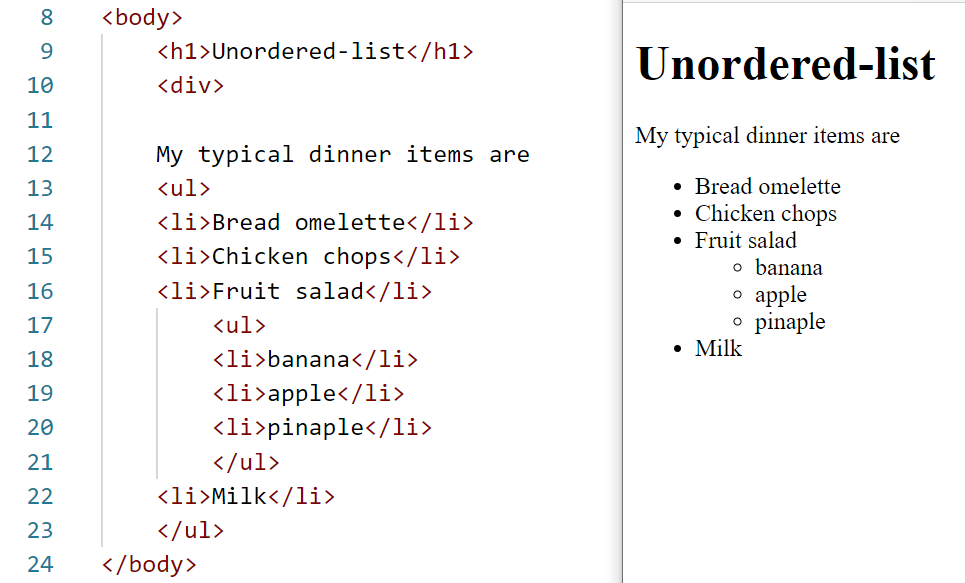 8 <body>
9 <h1>Unordered-list</h1>
10 <div>
11
12 My typical dinner items are
13 <ul>
14 <li>Bread omelette</li>
15 <li>Chicken chops</li>
16 <li>Fruit salad</li>
17 <ul>
18 <li>banana</li>
19 <li>apple</li>
20 <li>pinaple</li>
21 </ul>
22 <li>Milk</li>
23 </ul>
24 </body>
Unordered-list
My typical dinner items are
• Bread omelette
• Chicken chops
• Fruit salad
◦ banana
◦ apple
◦ pinaple
• Milk